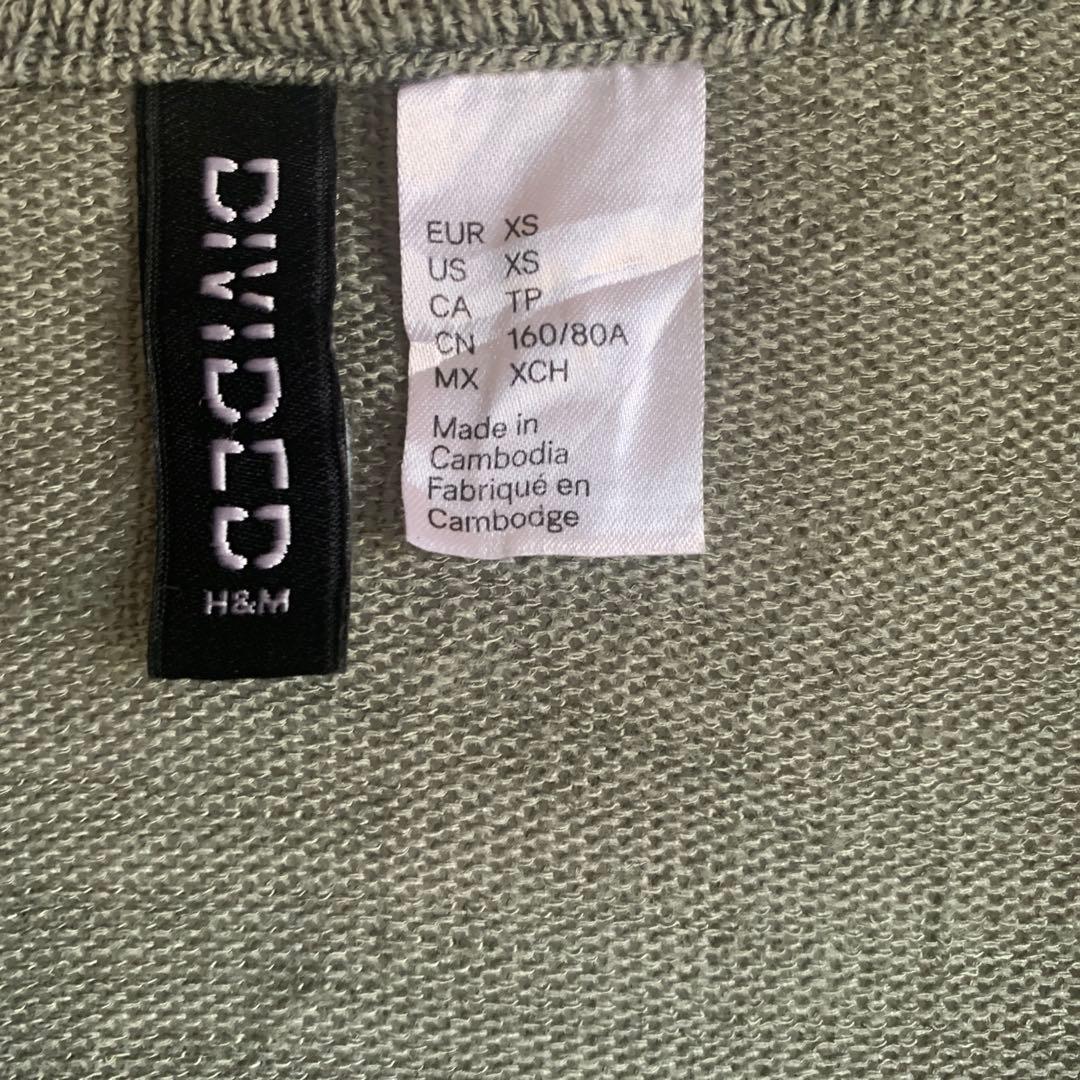 DIVIDED
H&M
EUR XS
US XS
CA TP
CN 160/80A
MX XCH
Made in
Cambodia
Fabriqué en
Cambodge